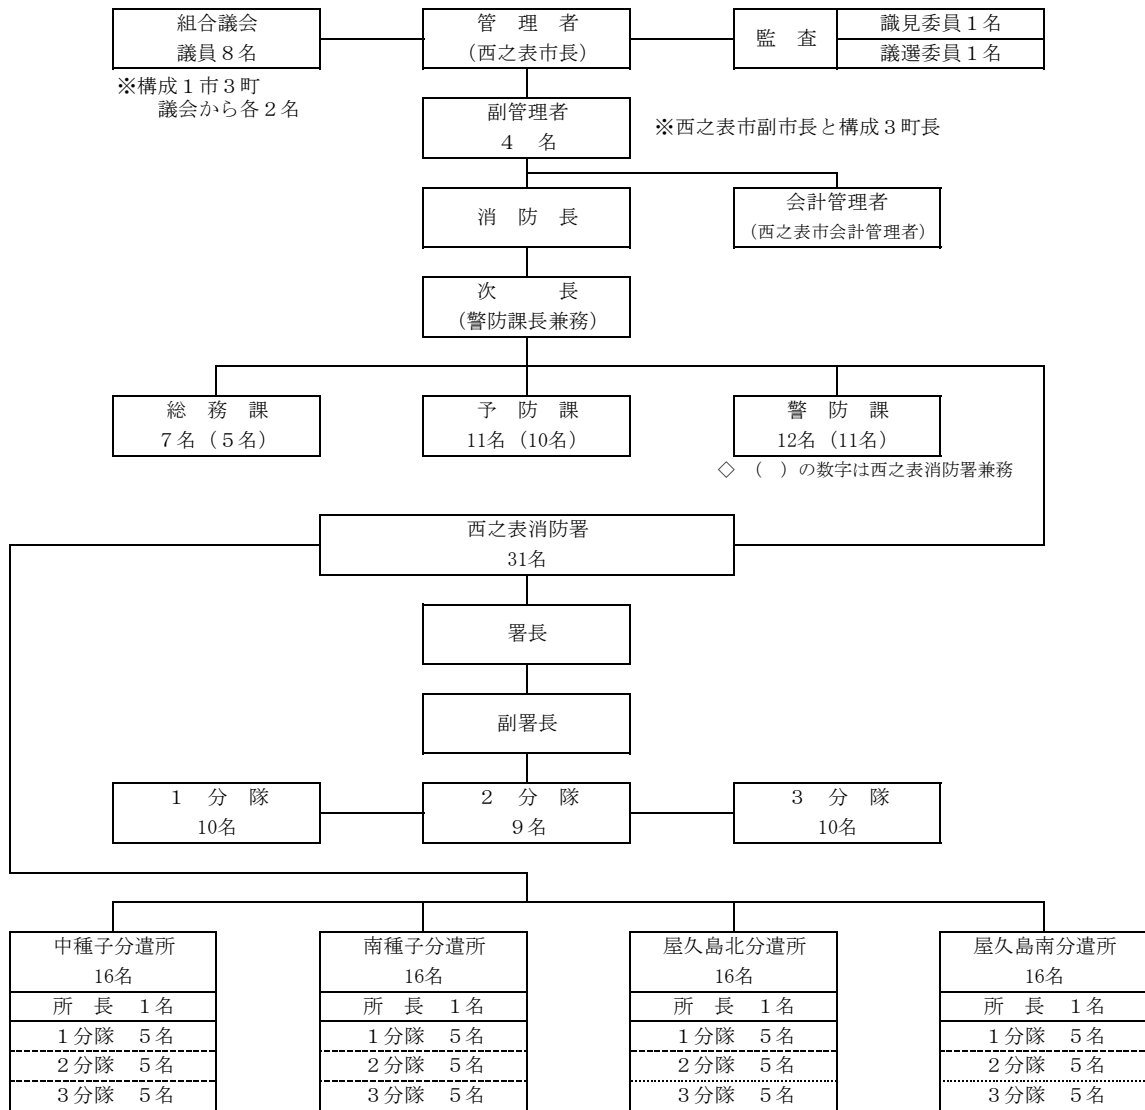 組合議会
議員８名
管　理　者
（西之表市長）
監　査
識見委員１名
議選委員１名
※構成１市３町
議会から各２名
副管理者
４　名
※西之表市副市長と構成３町長
消　防　長
会計管理者
（西之表市会計管理者）
次　　　長
（警防課長兼務）
総　務　課
７名（５名）
予　防　課
11名（10名）
警　防　課
12名（11名）
◇　（　）の数字は西之表消防署兼務
西之表消防署
31名
署長
副署長
１　分　隊
10名
２　分　隊
９名
３　分　隊
10名
中種子分遣所
16名
所　長　１名
１分隊　５名
２分隊　５名
３分隊　５名
南種子分遣所
16名
所　長　１名
１分隊　５名
２分隊　５名
３分隊　５名
屋久島北分遣所
16名
所　長　１名
１分隊　５名
２分隊　５名
３分隊　５名
屋久島南分遣所
16名
所　長　１名
１分隊　５名
２分隊　５名
３分隊　５名